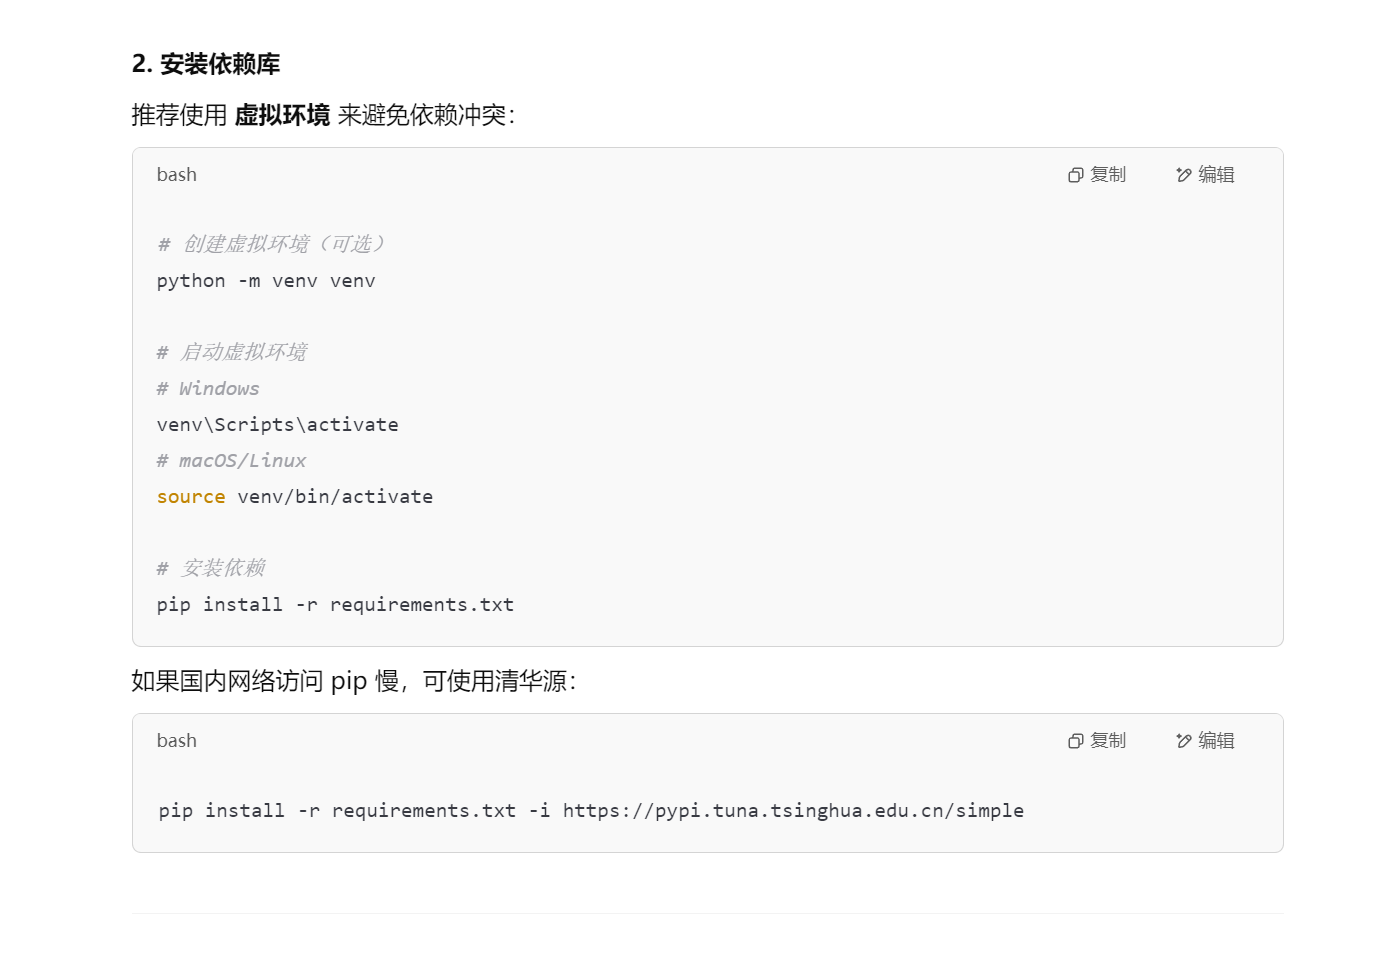 2. 安装依赖库
推荐使用 虚拟环境 来避免依赖冲突：
bash
复制
编辑
# 创建虚拟环境（可选）
python -m venv venv
# 启动虚拟环境
# Windows
venv\Scripts\activate
# macOS/Linux
source venv/bin/activate
# 安装依赖
pip install -r requirements.txt
如果国内网络访问 pip 慢，可使用清华源：
bash
复制
编辑
pip install -r requirements.txt -i https://pypi.tuna.tsinghua.edu.cn/simple